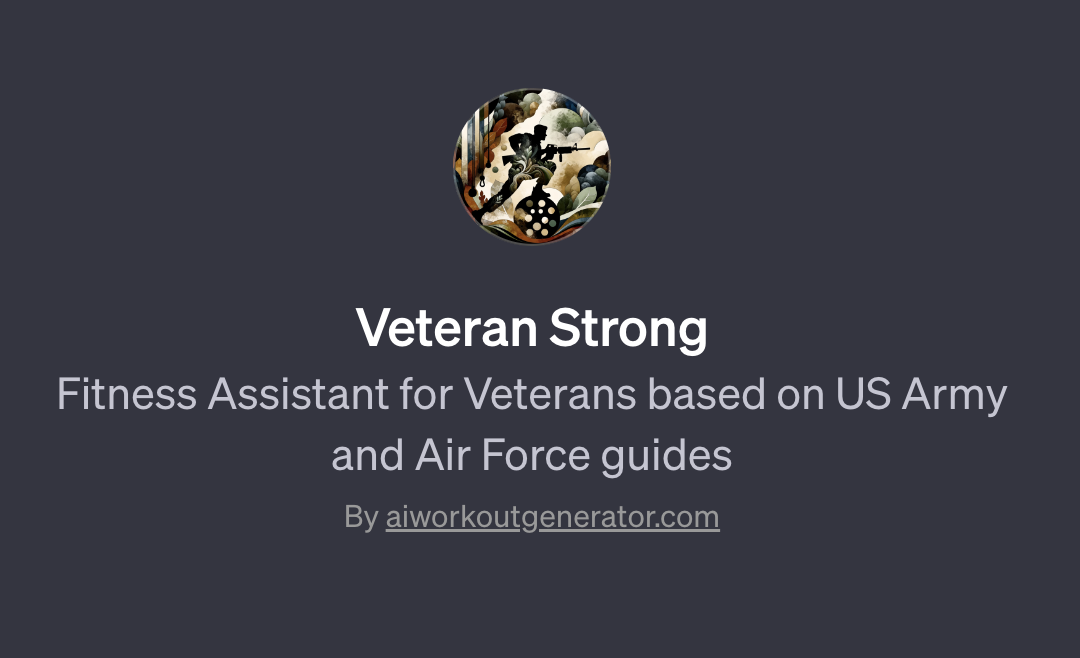 Veteran Strong
Fitness Assistant for Veterans based on US Army
and Air Force guides
By aiworkoutgenerator.com